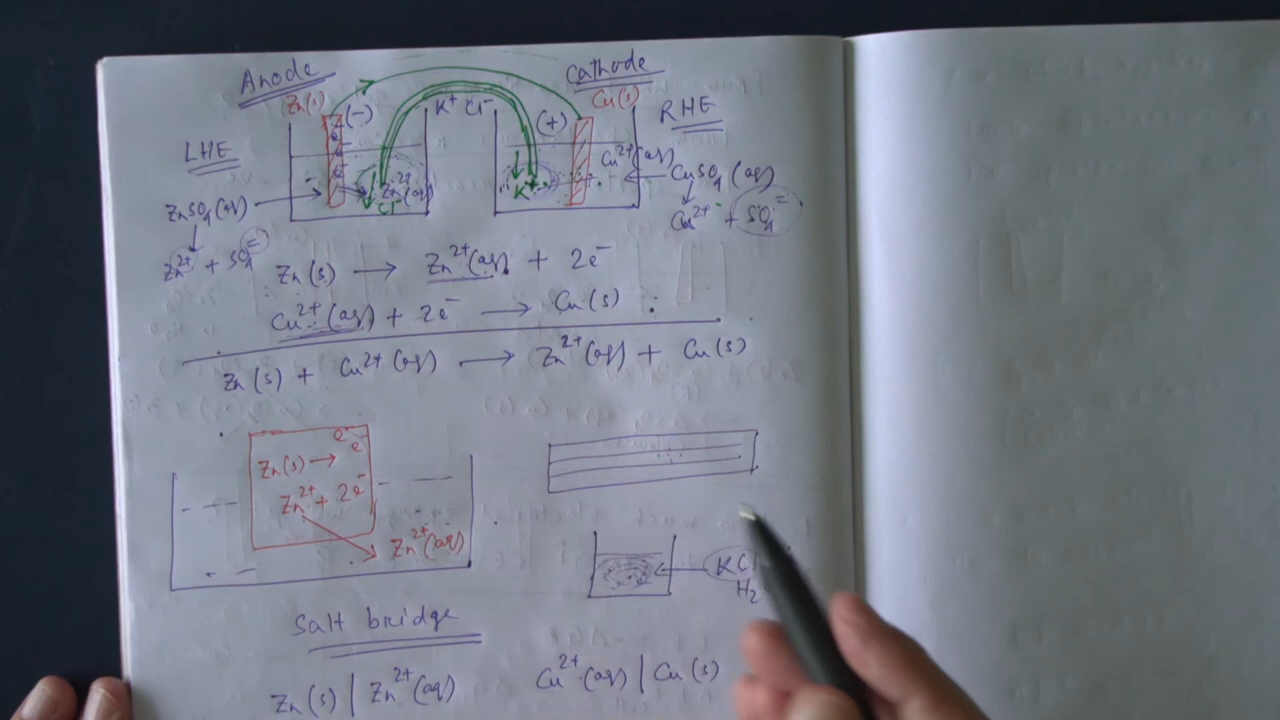 Anode
Cathode
Zn(s)
Cu(s)
(-)
K+ Cl-
(+)
RHE
LHE
Cu2+(aq)
CuSO4(aq)
Zn2+(aq)
K+
ZnSO4(aq)
Cl-
Cu2+ + SO4=
Zn2+ + SO4=
Zn(s) → Zn2+(aq) + 2e-
Cu2+(aq) + 2e- → Cu(s)
Zn(s) + Cu2+(aq) → Zn2+(aq) + Cu(s)
e-
e-
Zn(s) →
Zn2+ + 2e-
Zn2+(aq)
KCl
H2
Salt bridge
Zn(s) | Zn2+(aq)
Cu2+(aq) | Cu(s)